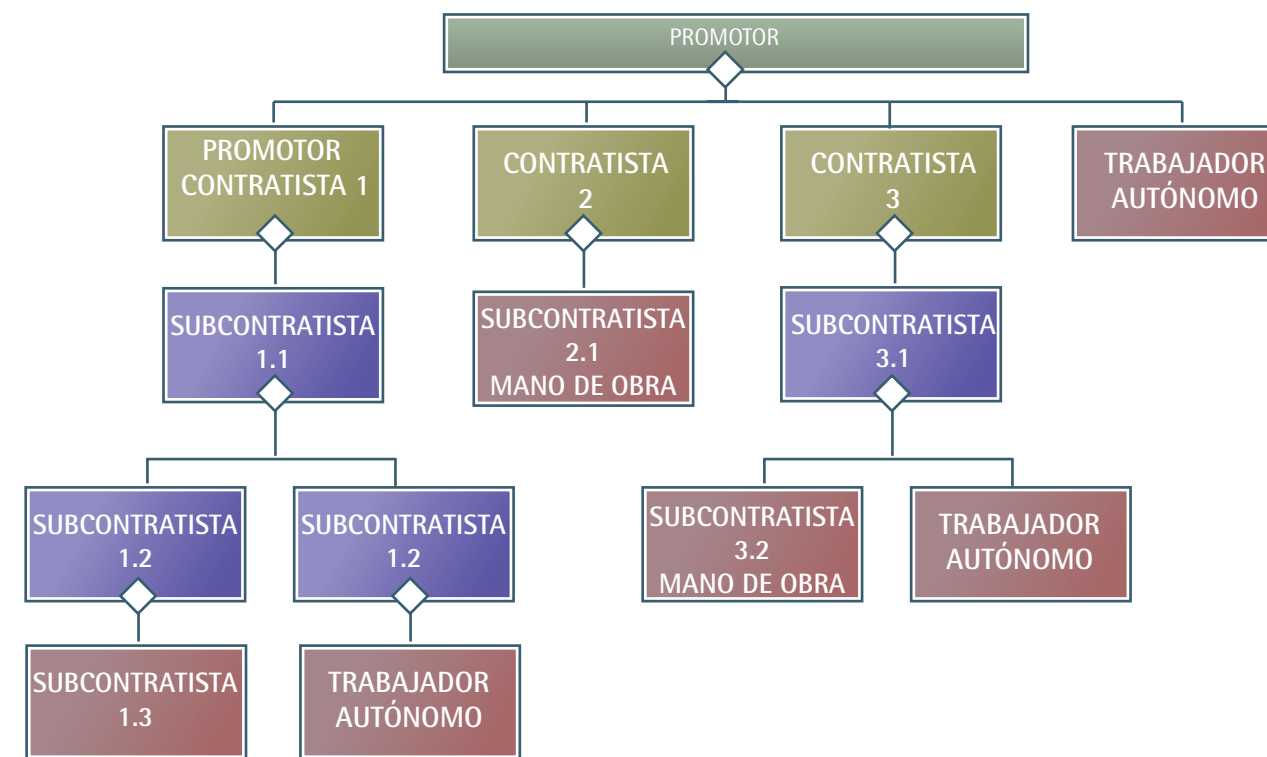 PROMOTOR
PROMOTOR
CONTRATISTA 1
CONTRATISTA
2
CONTRATISTA
3
TRABAJADOR
AUTÓNOMO
SUBCONTRATISTA
1.1
SUBCONTRATISTA
2.1
MANO DE OBRA
SUBCONTRATISTA
3.1
SUBCONTRATISTA
1.2
SUBCONTRATISTA
1.2
SUBCONTRATISTA
3.2
MANO DE OBRA
TRABAJADOR
AUTÓNOMO
SUBCONTRATISTA
1.3
TRABAJADOR
AUTÓNOMO